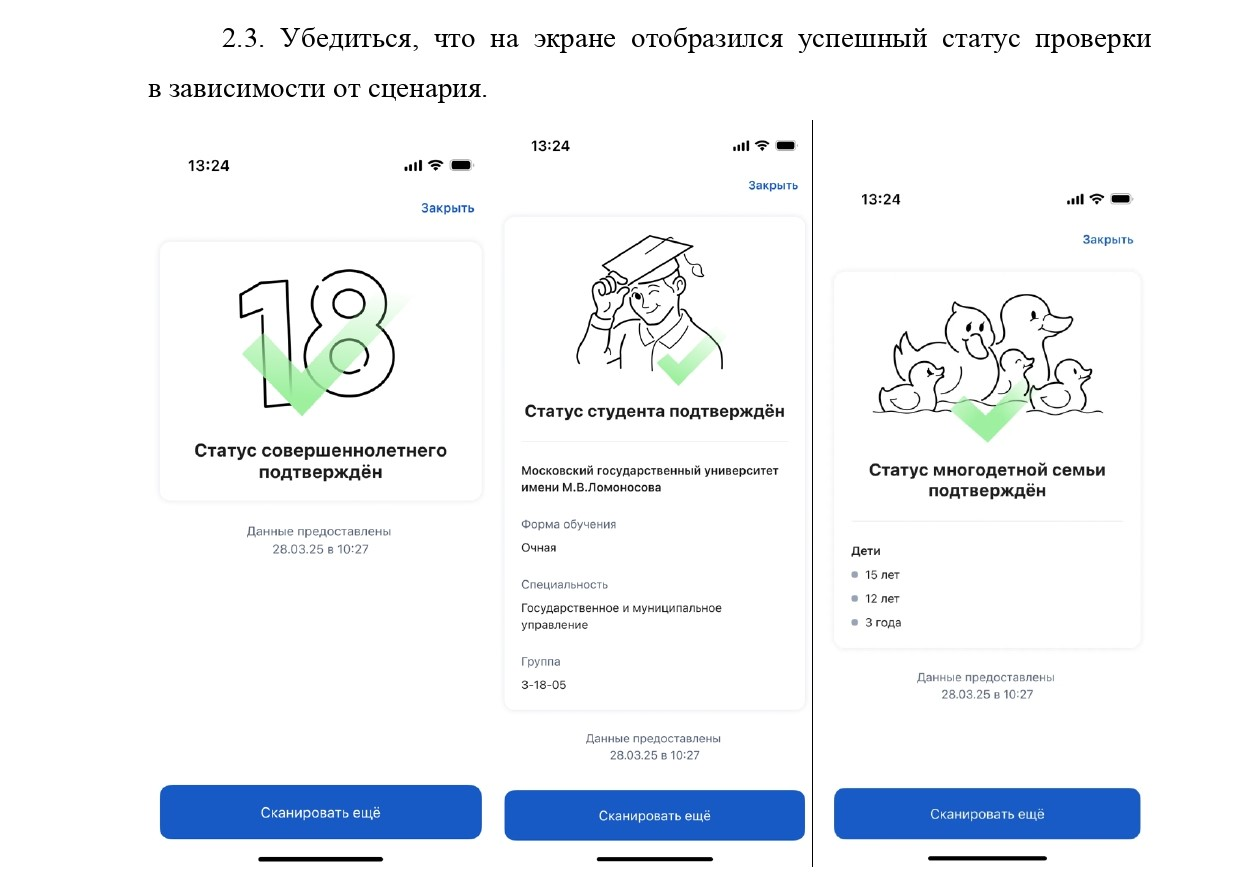 2.3. Убедиться, что на экране отобразился успешный статус проверки
в зависимости от сценария.
13:24
Закрыть
18
Статус совершеннолетнего
подтверждён
Данные предоставлены
28.03.25 в 10:27
Сканировать ещё
13:24
Закрыть
Статус студента подтверждён
Московский государственный университет
имени М.В.Ломоносова
Форма обучения
Очная
Специальность
Государственное и муниципальное
управление
Группа
3-18-05
Данные предоставлены
28.03.25 в 10:27
Сканировать ещё
13:24
Закрыть
Статус многодетной семьи
подтверждён
Дети
15 лет
12 лет
3 года
Данные предоставлены
28.03.25 в 10:27
Сканировать ещё